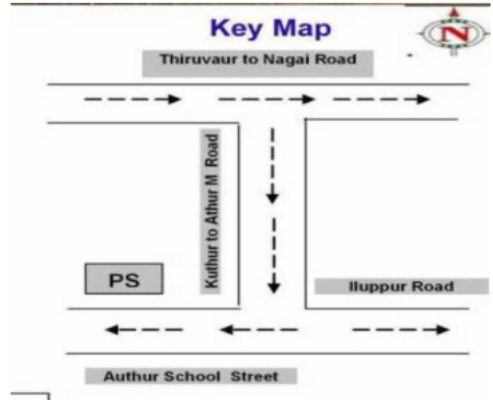 Key Map
N
Thiruvaur to Nagai Road
Kuthur to Athur M Road
PS
Iluppur Road
Authur School Street